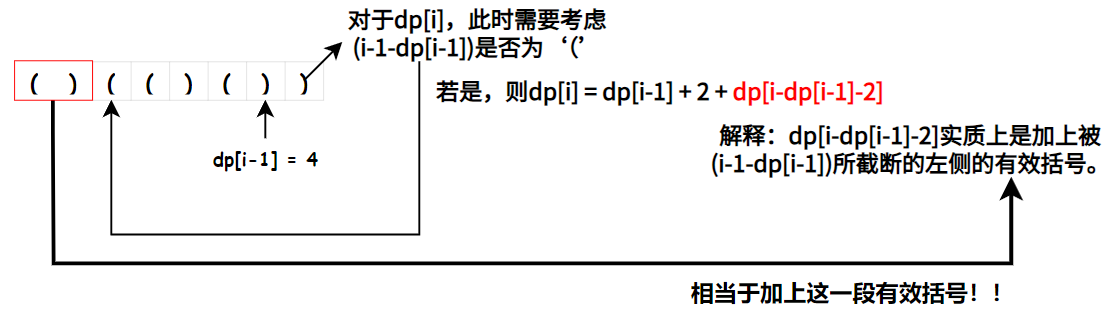 对于dp[i]，此时需要考虑
(i-1-dp[i-1])是否为‘(’
( ) ( ( ) ( ) )
若是，则dp[i] = dp[i-1] + 2 + dp[i-dp[i-1]-2]
解释：dp[i-dp[i-1]-2]实质上是加上被
(i-1-dp[i-1])所截断的左侧的有效括号。
dp[i-1] = 4
相当于加上这一段有效括号！！